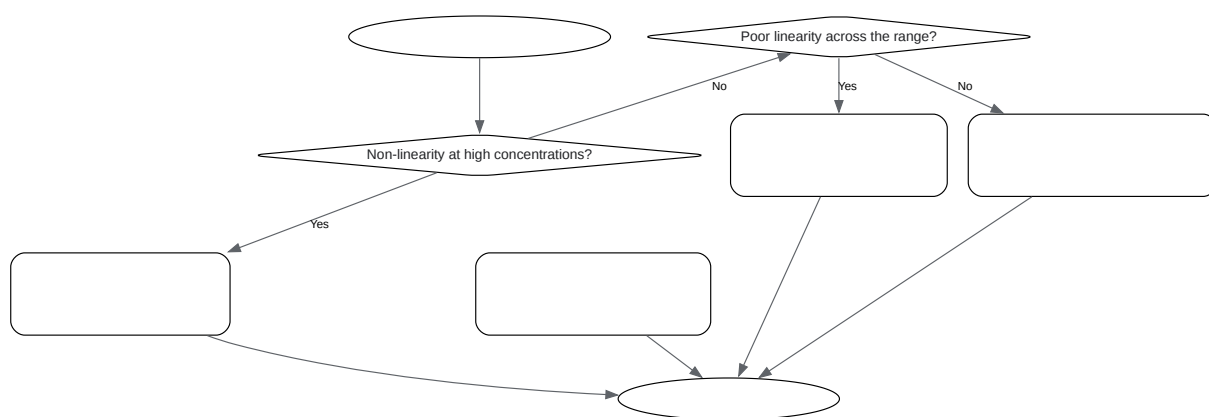 Poor linearity across the range?
No
Yes
No
Non-linearity at high concentrations?
Yes